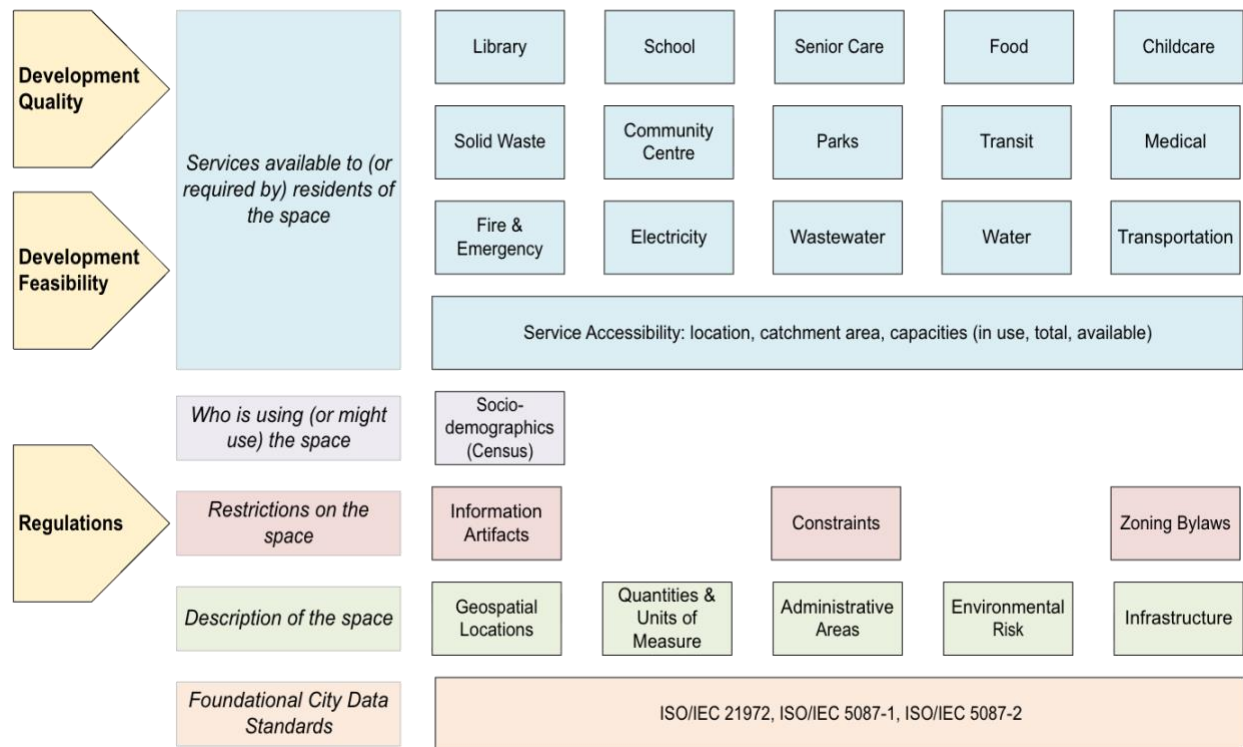 Development
Quality
Services available to (or
required by) residents of
the space
Library
School
Senior Care
Food
Childcare
Solid Waste
Community
Centre
Parks
Transit
Medical
Development
Feasibility
Fire &
Emergency
Electricity
Wastewater
Water
Transportation
Service Accessibility: location, catchment area, capacities (in use, total, available)
Who is using (or might
use) the space
Socio-
demographics
(Census)
Regulations
Restrictions on the
space
Information
Artifacts
Constraints
Zoning Bylaws
Description of the space
Geospatial
Locations
Quantities &
Units of
Measure
Administrative
Areas
Environmental
Risk
Infrastructure
Foundational City Data
Standards
ISO/IEC 21972, ISO/IEC 5087-1, ISO/IEC 5087-2